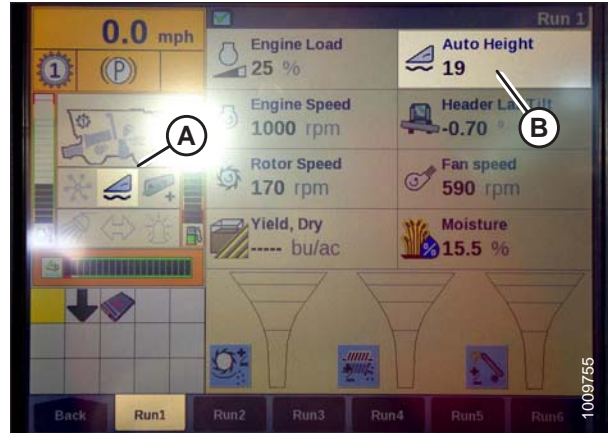 0.0 mph
Run 1
1
(P)
Engine Load
25 %
Auto Height
19
Engine Speed
1000 rpm
Header Lat Tilt
-0.70 °
A
B
Rotor Speed
170 rpm
Fan speed
590 rpm
Yield, Dry
----- bu/ac
Moisture
15.5 %
%
Back
Run1
Run2
Run3
Run4
Run5
Run6
1009755